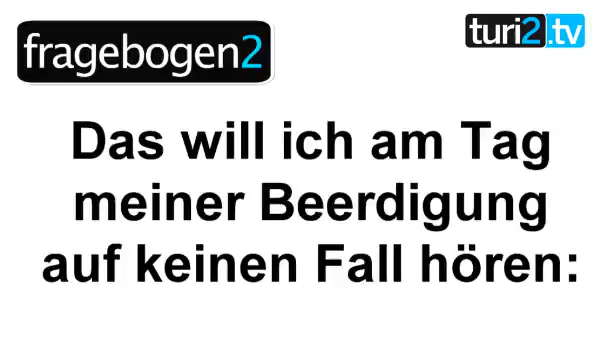 fragebogen2
turi2.tv
Das will ich am Tag
meiner Beerdigung
auf keinen Fall hören: